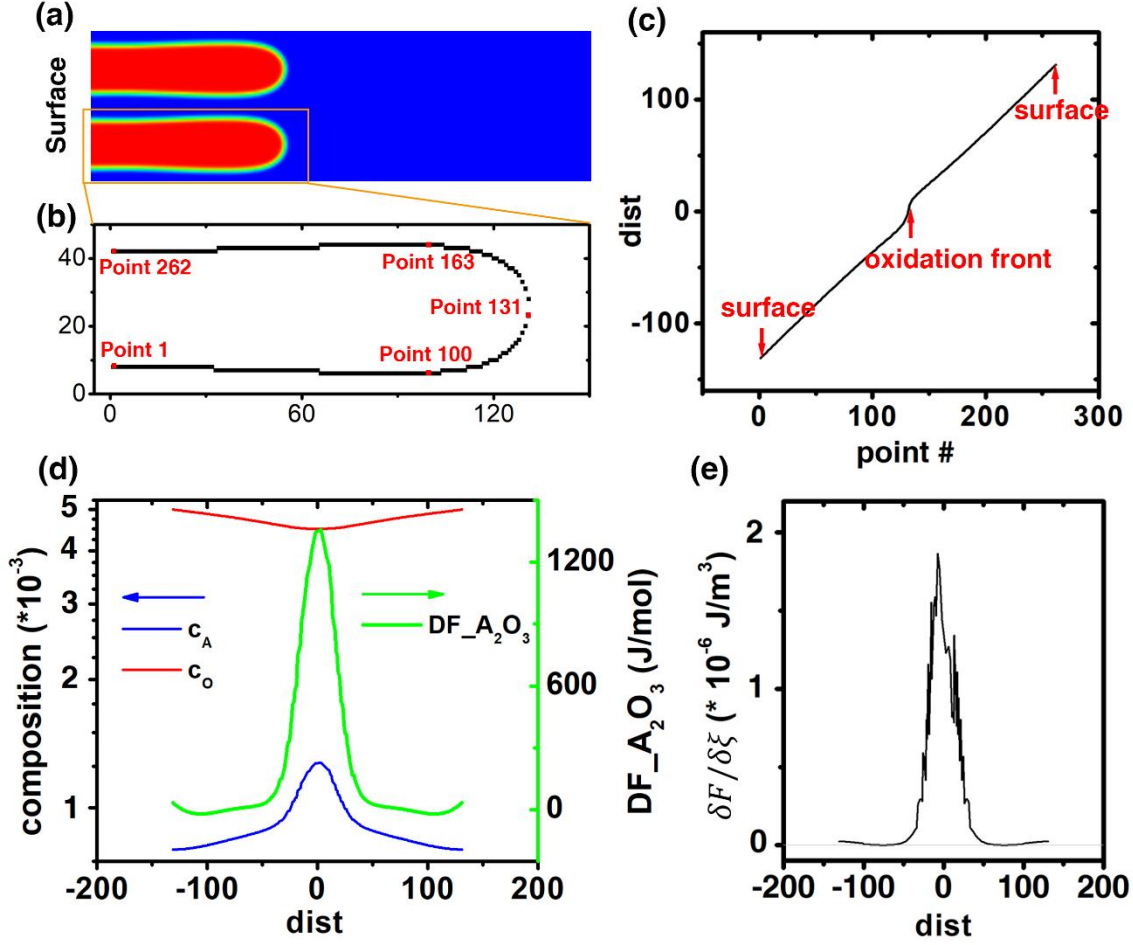 (a)
Surface
(b)
40
20
0
0
60
120
Point 262
Point 163
Point 131
Point 1
Point 100
(c)
dist
100
0
-100
0
100
200
300
point #
surface
oxidation front
surface
(d)
composition (*10⁻³)
5
4
3
2
1
c_A
c_O
DF_A₂O₃
1200
600
0
DF_A₂O₃ (J/mol)
-200
-100
0
100
200
dist
(e)
δF/δξ (* 10⁻⁶ J/m³)
2
1
0
-200
-100
0
100
200
dist